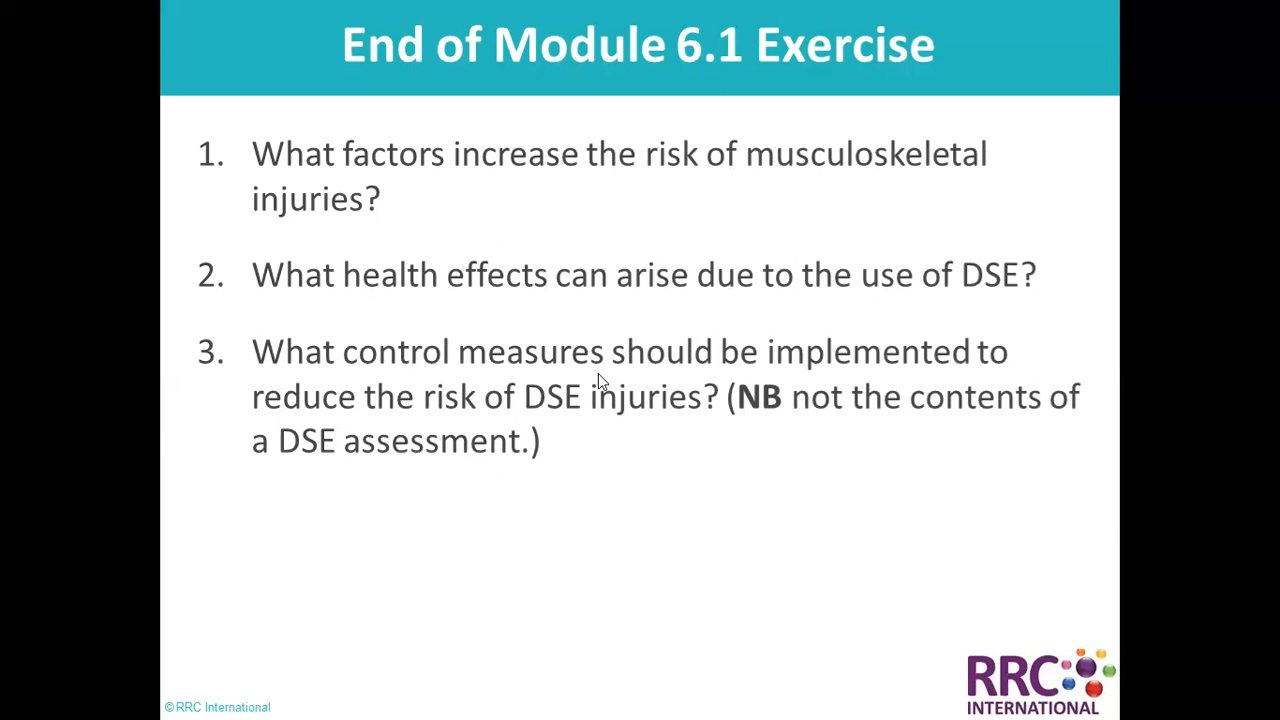 End of Module 6.1 Exercise
1. What factors increase the risk of musculoskeletal
injuries?
2. What health effects can arise due to the use of DSE?
3. What control measures should be implemented to
reduce the risk of DSE injuries? (NB not the contents of
a DSE assessment.)
RRC
INTERNATIONAL
©RRC International